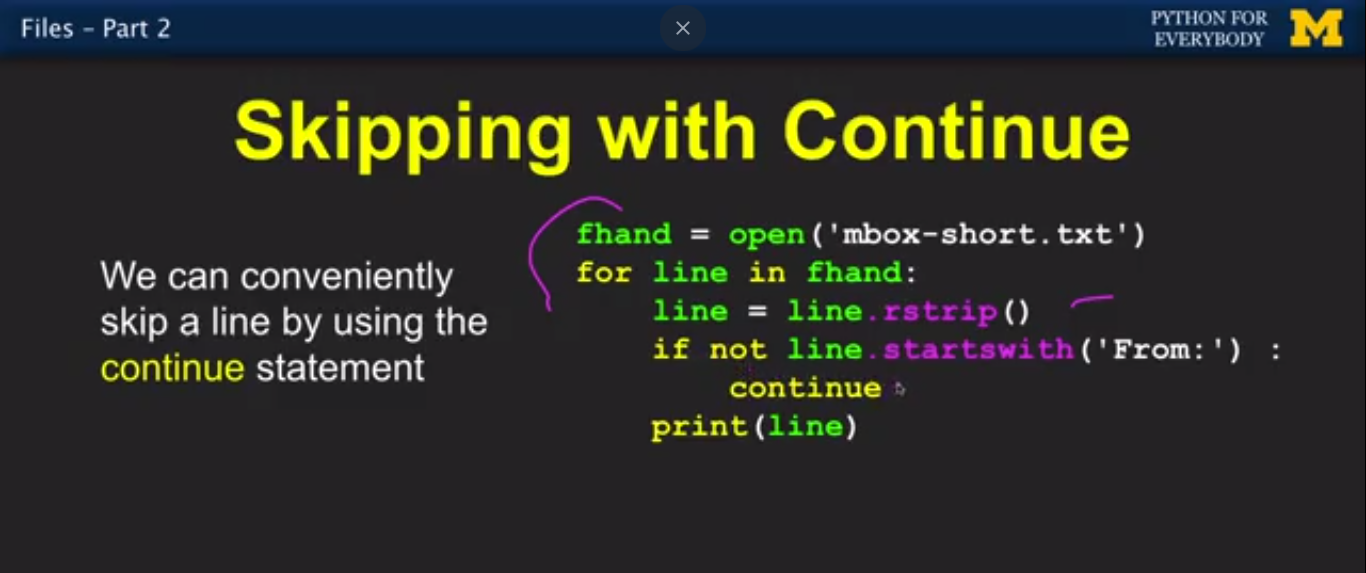 Files – Part 2
PYTHON FOR
EVERYBODY
M
Skipping with Continue
We can conveniently
skip a line by using the
continue statement
fhand = open('mbox-short.txt')
for line in fhand:
    line = line.rstrip()
    if not line.startswith('From:') :
        continue
    print(line)